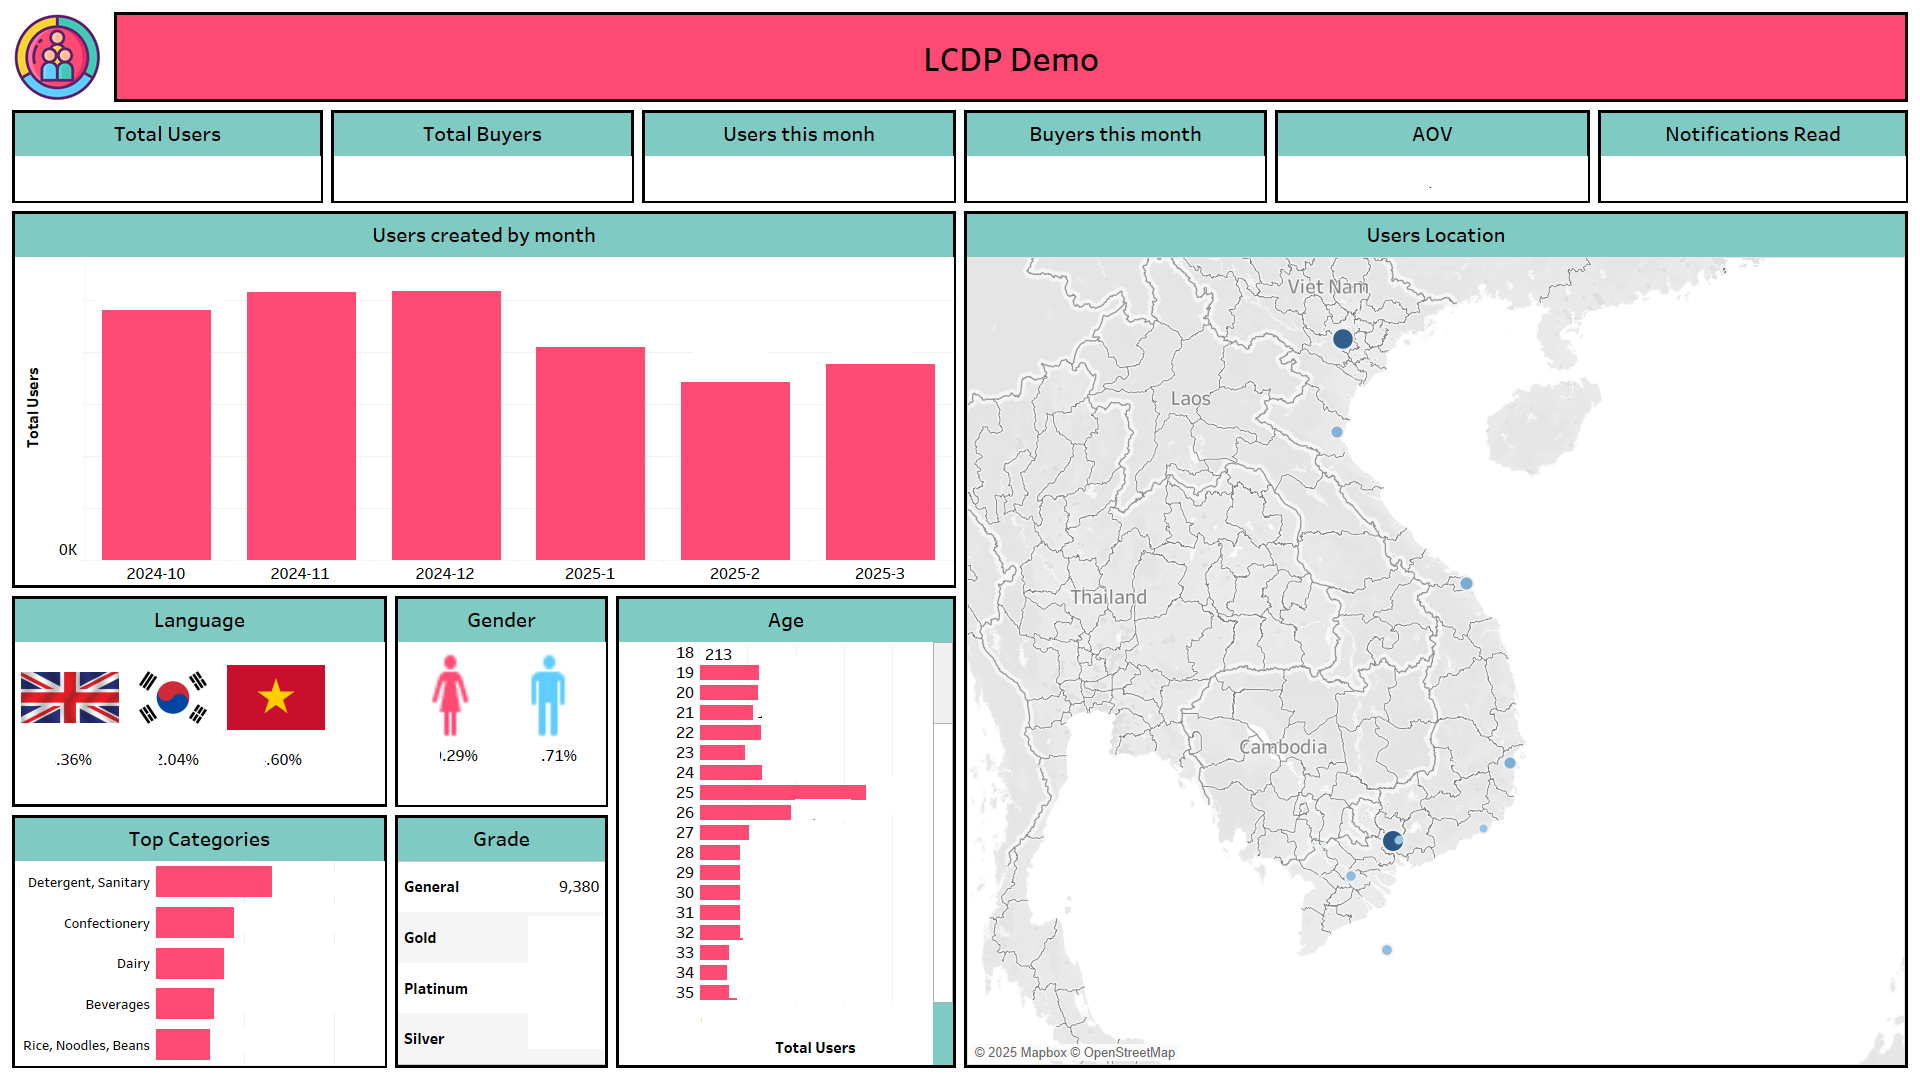 LCDP Demo
Total Users
Total Buyers
Users this monh
Buyers this month
AOV
Notifications Read
Users created by month
Total Users
0K
2024-10
2024-11
2024-12
2025-1
2025-2
2025-3
Users Location
Viet Nam
Laos
Thailand
Cambodia
© 2025 Mapbox © OpenStreetMap
Language
.36%
2.04%
.60%
Gender
.29%
.71%
Age
18 213
19
20
21
22
23
24
25
26
27
28
29
30
31
32
33
34
35
Total Users
Top Categories
Detergent, Sanitary
Confectionery
Dairy
Beverages
Rice, Noodles, Beans
Grade
General 9,380
Gold
Platinum
Silver